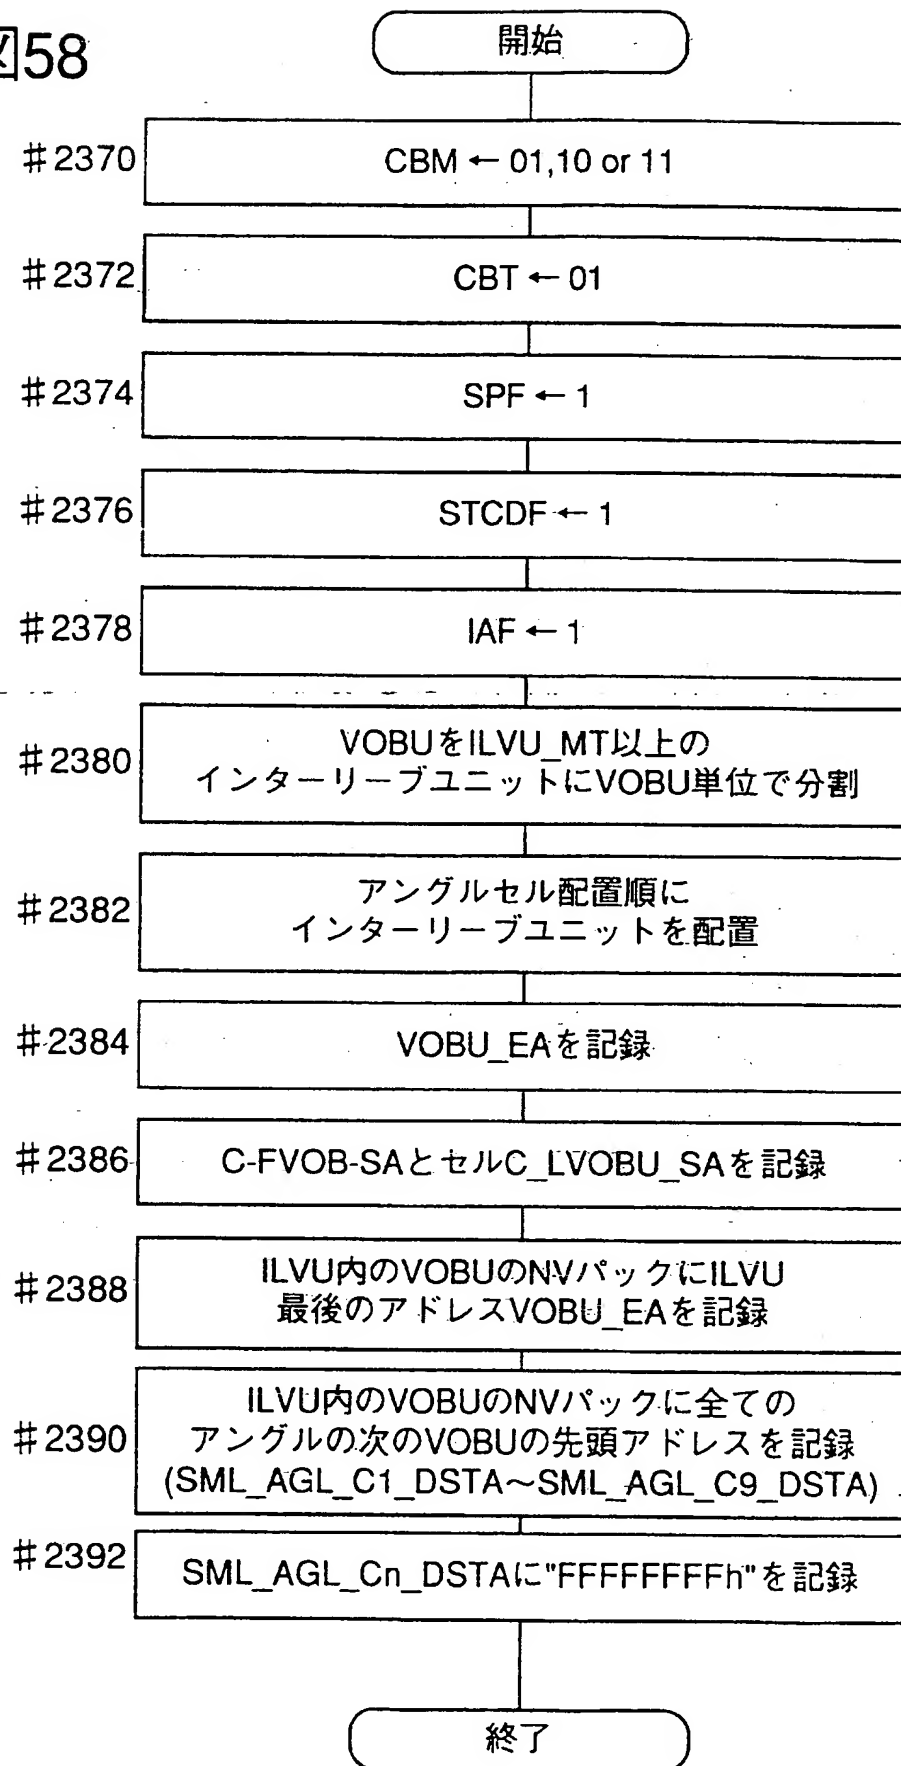 図58
開始
#2370
CBM ← 01,10 or 11
#2372
CBT ← 01
#2374
SPF ← 1
#2376
STCDF ← 1
#2378
IAF ← 1
#2380
VOBUをILVU_MT以上の
インターリーブユニットにVOBU単位で分割
#2382
アングルセル配置順に
インターリーブユニットを配置
#2384
VOBU_EAを記録
#2386
C-FVOB-SAとセルC_LVOBU_SAを記録
#2388
ILVU内のVOBUのNVパックにILVU
最後のアドレスVOBU_EAを記録
#2390
ILVU内のVOBUのNVパックに全ての
アングルの次のVOBUの先頭アドレスを記録
(SML_AGL_C1_DSTA~SML_AGL_C9_DSTA)
#2392
SML_AGL_Cn_DSTAに"FFFFFFFFh"を記録
終了